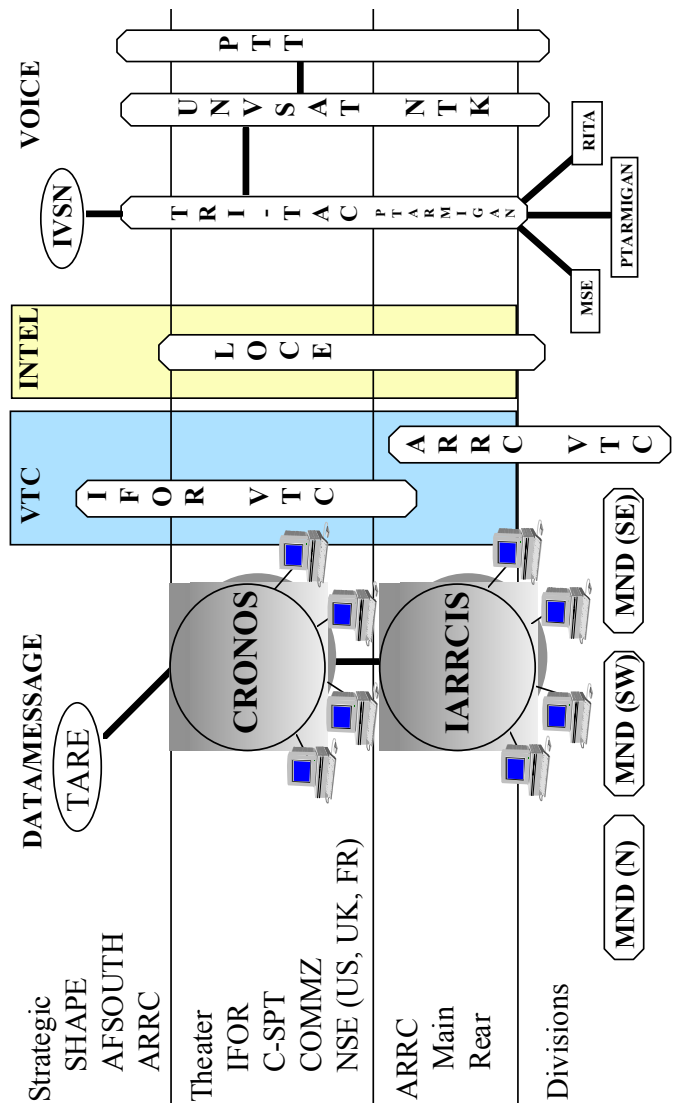 DATA/MESSAGE
VTC
INTEL
VOICE
Strategic
SHAPE
AFSOUTH
ARRC
TARE
IVSN
Theater
IFOR
C-SPT
COMMZ
NSE (US, UK, FR)
CRONOS
IFOR VTC
LOCE
TRI-TAC
PTARMIGAN
UN VSAT NTK
PTT
ARRC
Main
Rear
IARRCIS
ARRC VTC
Divisions
MND (N)
MND (SW)
MND (SE)
MSE
PTARMIGAN
RITA